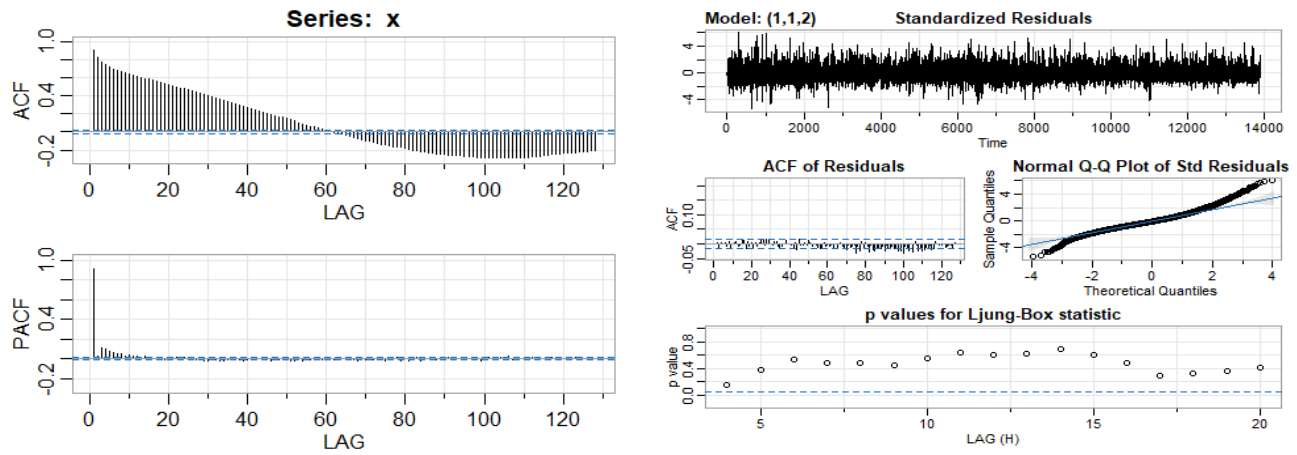 Series: x
ACF
1.0
0.4
-0.2
0 20 40 60 80 100 120
LAG
PACF
1.0
0.4
-0.2
0 20 40 60 80 100 120
LAG
Model: (1,1,2) Standardized Residuals
4
0
-4
0 2000 4000 6000 8000 10000 12000 14000
Time
ACF of Residuals
ACF
0.10
-0.05
0 20 40 60 80 100 120
LAG
Normal Q-Q Plot of Std Residuals
Sample Quantiles
4
0
-4
-4 -2 0 2 4
Theoretical Quantiles
p values for Ljung-Box statistic
p value
0.8
0.4
0.0
5 10 15 20
LAG (H)